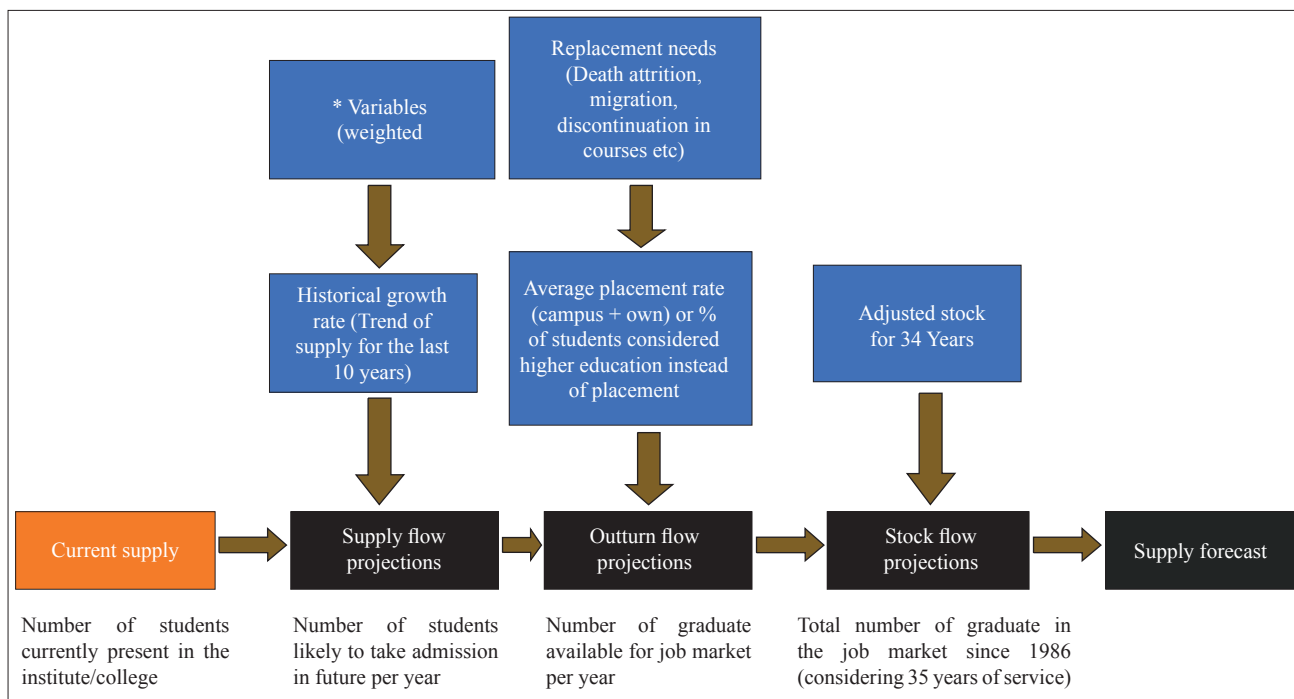 * Variables
(weighted
Replacement needs
(Death attrition,
migration,
discontinuation in
courses etc)
Historical growth
rate (Trend of
supply for the last
10 years)
Average placement rate
(campus + own) or %
of students considered
higher education instead
of placement
Adjusted stock
for 34 Years
Current supply
Supply flow
projections
Outturn flow
projections
Stock flow
projections
Supply forecast
Number of students
currently present in the
institute/college
Number of students
likely to take admission
in future per year
Number of graduate
available for job market
per year
Total number of graduate in
the job market since 1986
(considering 35 years of service)